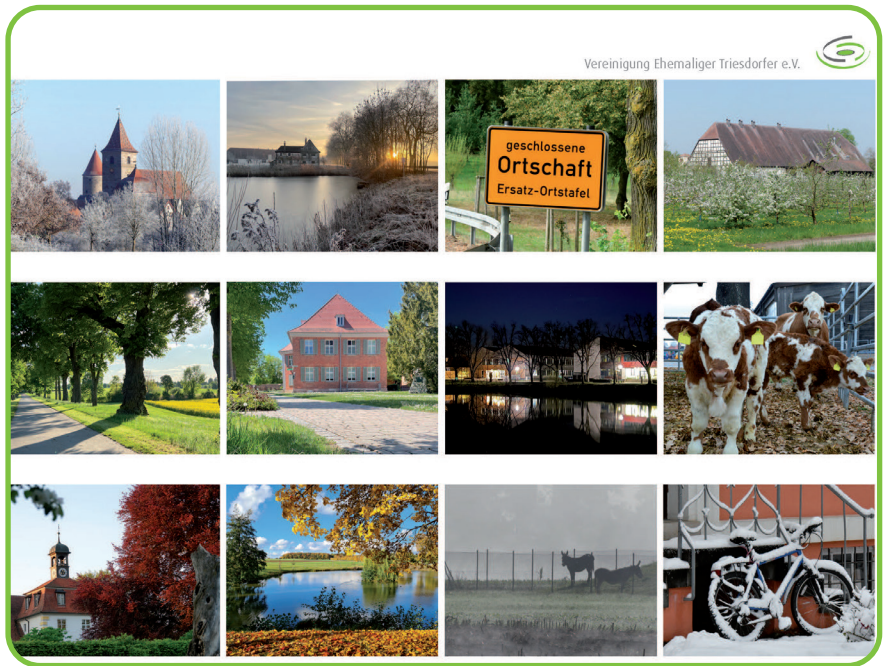 Vereinigung Ehemaliger Triesdorfer e.V.
geschlossene
Ortschaft
Ersatz-Ortstafel